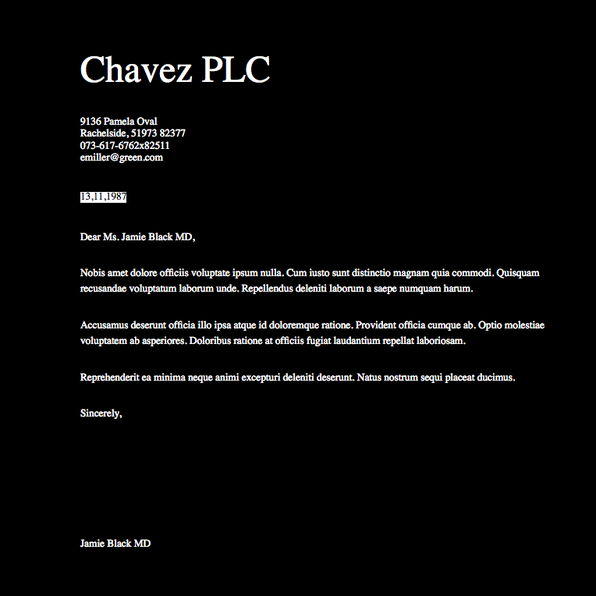 Chavez PLC
9136 Pamela Oval
Rachelside, 51973 82377
073-617-6762x82511
emiller@green.com
13,11,1987
Dear Ms. Jamie Black MD,
Nobis amet dolore officiis voluptate ipsum nulla. Cum iusto sunt distinctio magnam quia commodi. Quisquam
recusandae voluptatum laborum unde. Repellendus deleniti laborum a saepe numquam harum.
Accusamus deserunt officia illo ipsa atque id doloremque ratione. Provident officia cumque ab. Optio molestiae
voluptatem ab asperiores. Doloribus ratione at officiis fugiat laudantium repellat laboriosam.
Reprehenderit ea minima neque animi excepturi deleniti deserunt. Natus nostrum sequi placeat ducimus.
Sincerely,
Jamie Black MD